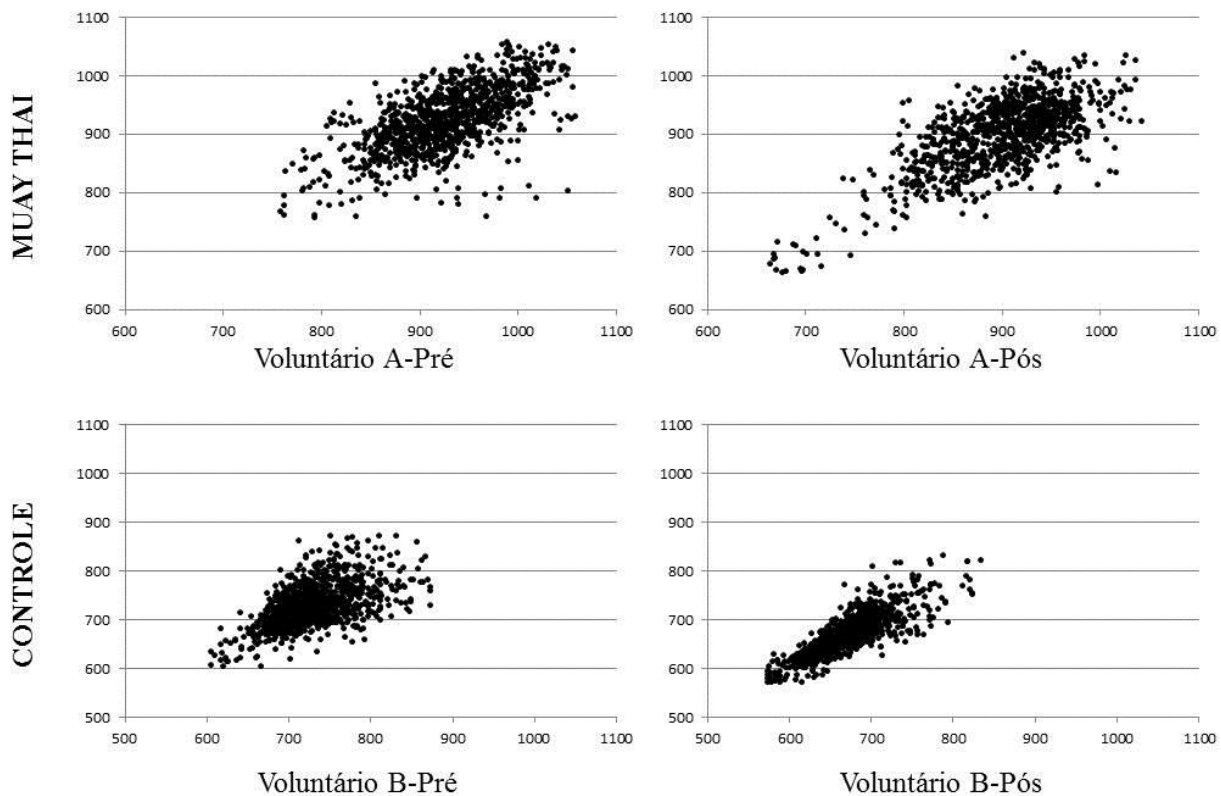 MUAY THAI
1100
1000
900
800
700
600
600 700 800 900 1000 1100
Voluntário A-Pré
1100
1000
900
800
700
600
600 700 800 900 1000 1100
Voluntário A-Pós
CONTROLE
1100
1000
900
800
700
600
500
500 600 700 800 900 1000 1100
Voluntário B-Pré
1100
1000
900
800
700
600
500
500 600 700 800 900 1000 1100
Voluntário B-Pós